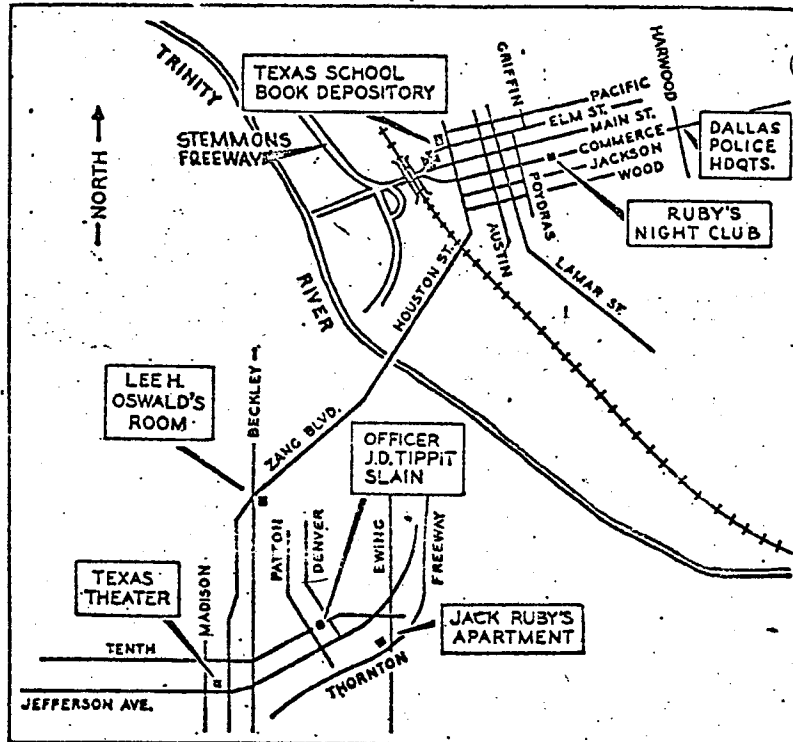 TRINITY
RIVER
TEXAS SCHOOL
BOOK DEPOSITORY
STEMMONS
FREEWAY
NORTH
GRIFFIN
HARWOOD
PACIFIC
ELM ST.
MAIN ST.
COMMERCE
JACKSON
WOOD
DALLAS
POLICE
HDQTS.
RUBY'S
NIGHT CLUB
POYDRAS
AUSTIN
LAMAR ST.
HOUSTON ST.
LEE H.
OSWALD'S
ROOM
BECKLEY
ZANG BLVD.
OFFICER
J.D. TIPPIT
SLAIN
PATTON
DENVER
EWING
FREEWAY
TEXAS
THEATER
MADISON
JACK RUBY'S
APARTMENT
TENTH
THORNTON
JEFFERSON AVE.